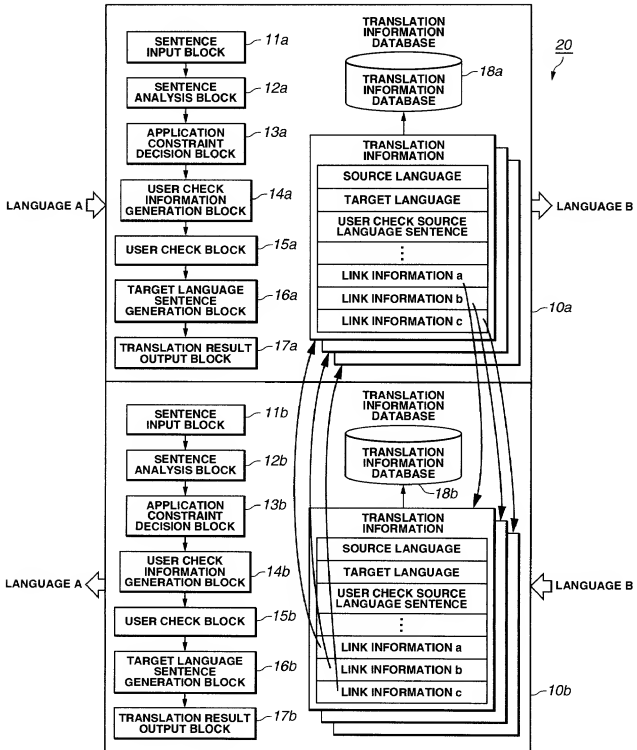 20
SENTENCE
INPUT BLOCK
11a
SENTENCE
ANALYSIS BLOCK
12a
APPLICATION
CONSTRAINT
DECISION BLOCK
13a
USER CHECK
INFORMATION
GENERATION BLOCK
14a
USER CHECK BLOCK
15a
TARGET LANGUAGE
SENTENCE
GENERATION BLOCK
16a
TRANSLATION RESULT
OUTPUT BLOCK
17a
LANGUAGE A
TRANSLATION
INFORMATION
DATABASE
TRANSLATION
INFORMATION
DATABASE
18a
TRANSLATION
INFORMATION
SOURCE LANGUAGE
TARGET LANGUAGE
USER CHECK SOURCE
LANGUAGE SENTENCE
LINK INFORMATION a
LINK INFORMATION b
LINK INFORMATION c
LANGUAGE B
10a
SENTENCE
INPUT BLOCK
11b
SENTENCE
ANALYSIS BLOCK
12b
APPLICATION
CONSTRAINT
DECISION BLOCK
13b
USER CHECK
INFORMATION
GENERATION BLOCK
14b
USER CHECK BLOCK
15b
TARGET LANGUAGE
SENTENCE
GENERATION BLOCK
16b
TRANSLATION RESULT
OUTPUT BLOCK
17b
LANGUAGE A
TRANSLATION
INFORMATION
DATABASE
TRANSLATION
INFORMATION
DATABASE
18b
TRANSLATION
INFORMATION
SOURCE LANGUAGE
TARGET LANGUAGE
USER CHECK SOURCE
LANGUAGE SENTENCE
LINK INFORMATION a
LINK INFORMATION b
LINK INFORMATION c
LANGUAGE B
10b